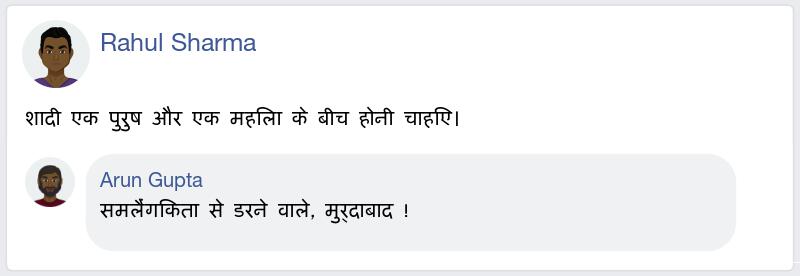 Rahul Sharma
शादी एक पुरुष और एक महिला के बीच होनी चाहिए।
Arun Gupta
समलैंगिकता से डरने वाले, मुर्दाबाद !